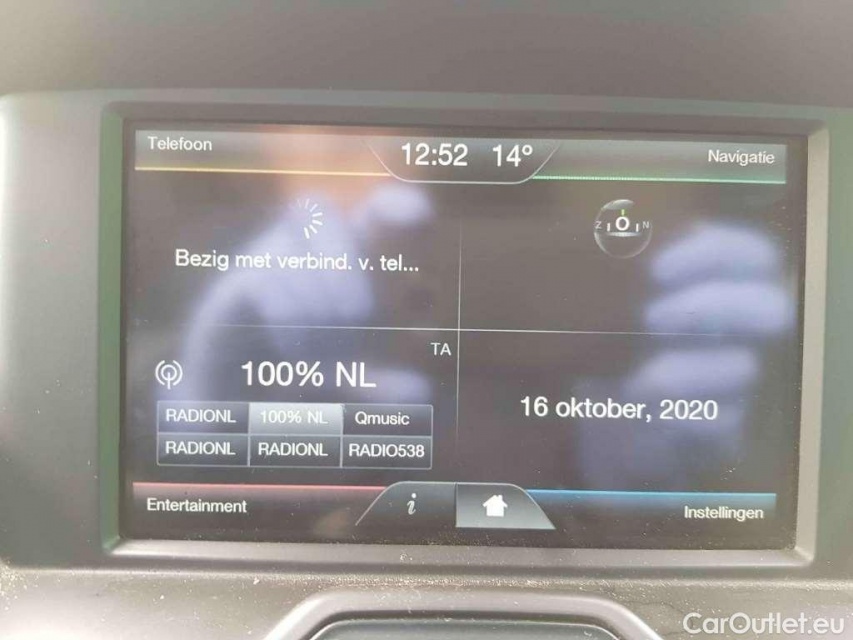 Telefoon
12:52 14°
Navigatie
Bezig met verbind. v. tel...
Z O N
TA
100% NL
RADIONL 100% NL Qmusic
RADIONL RADIONL RADIO538
16 oktober, 2020
Entertainment
i
Instellingen
CarOutlet.eu